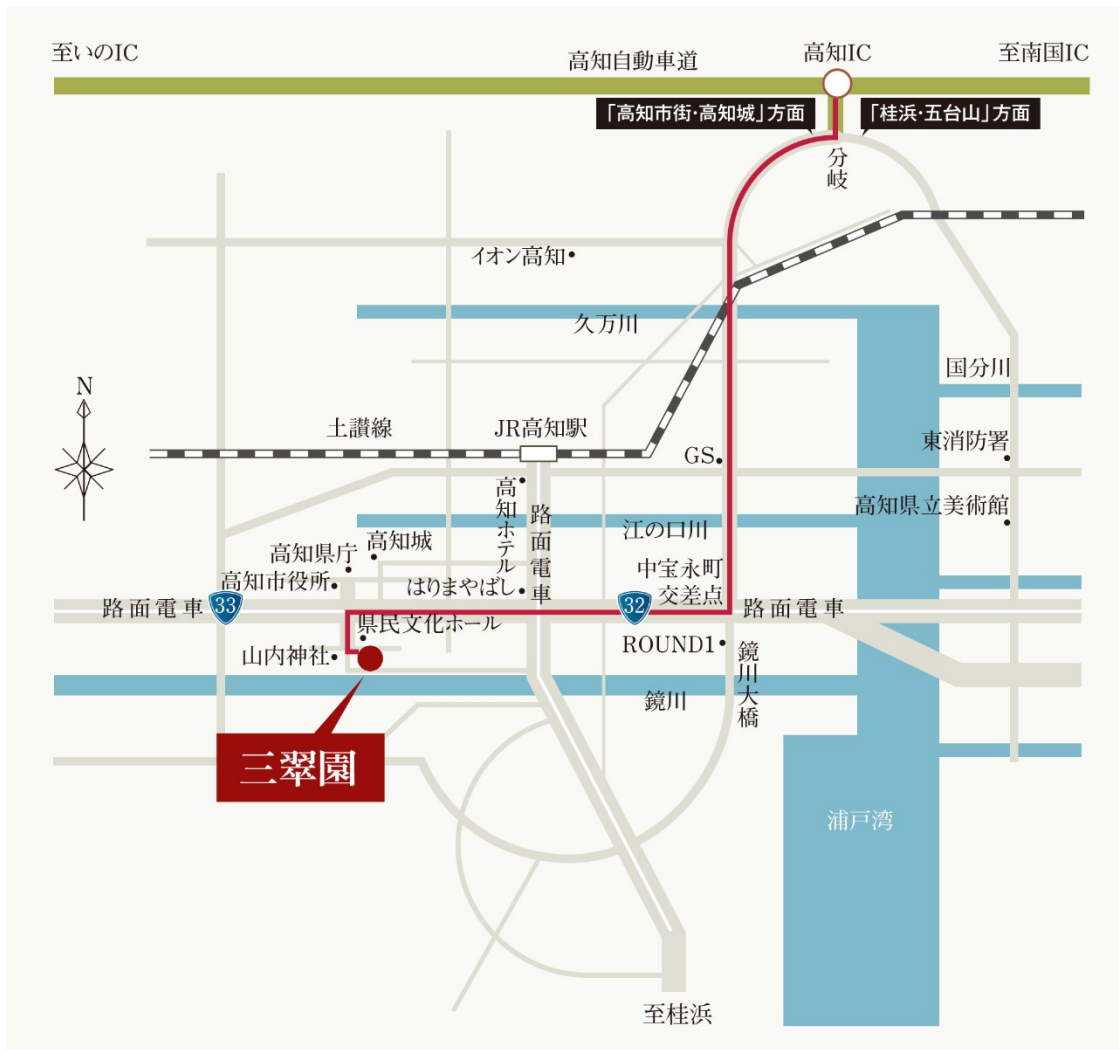 至いのIC
高知自動車道
高知IC
至南国IC
「高知市街・高知城」方面
「桂浜・五台山」方面
分岐
イオン高知
久万川
国分川
N
土讃線
JR高知駅
GS
東消防署
高知ホテル
路面電車
江の口川
高知県立美術館
高知城
高知県庁
高知市役所
はりまやばし
中宝永町
交差点
路面電車
33
32
路面電車
県民文化ホール
山内神社
ROUND1
鏡川大橋
鏡川
三翠園
浦戸湾
至桂浜